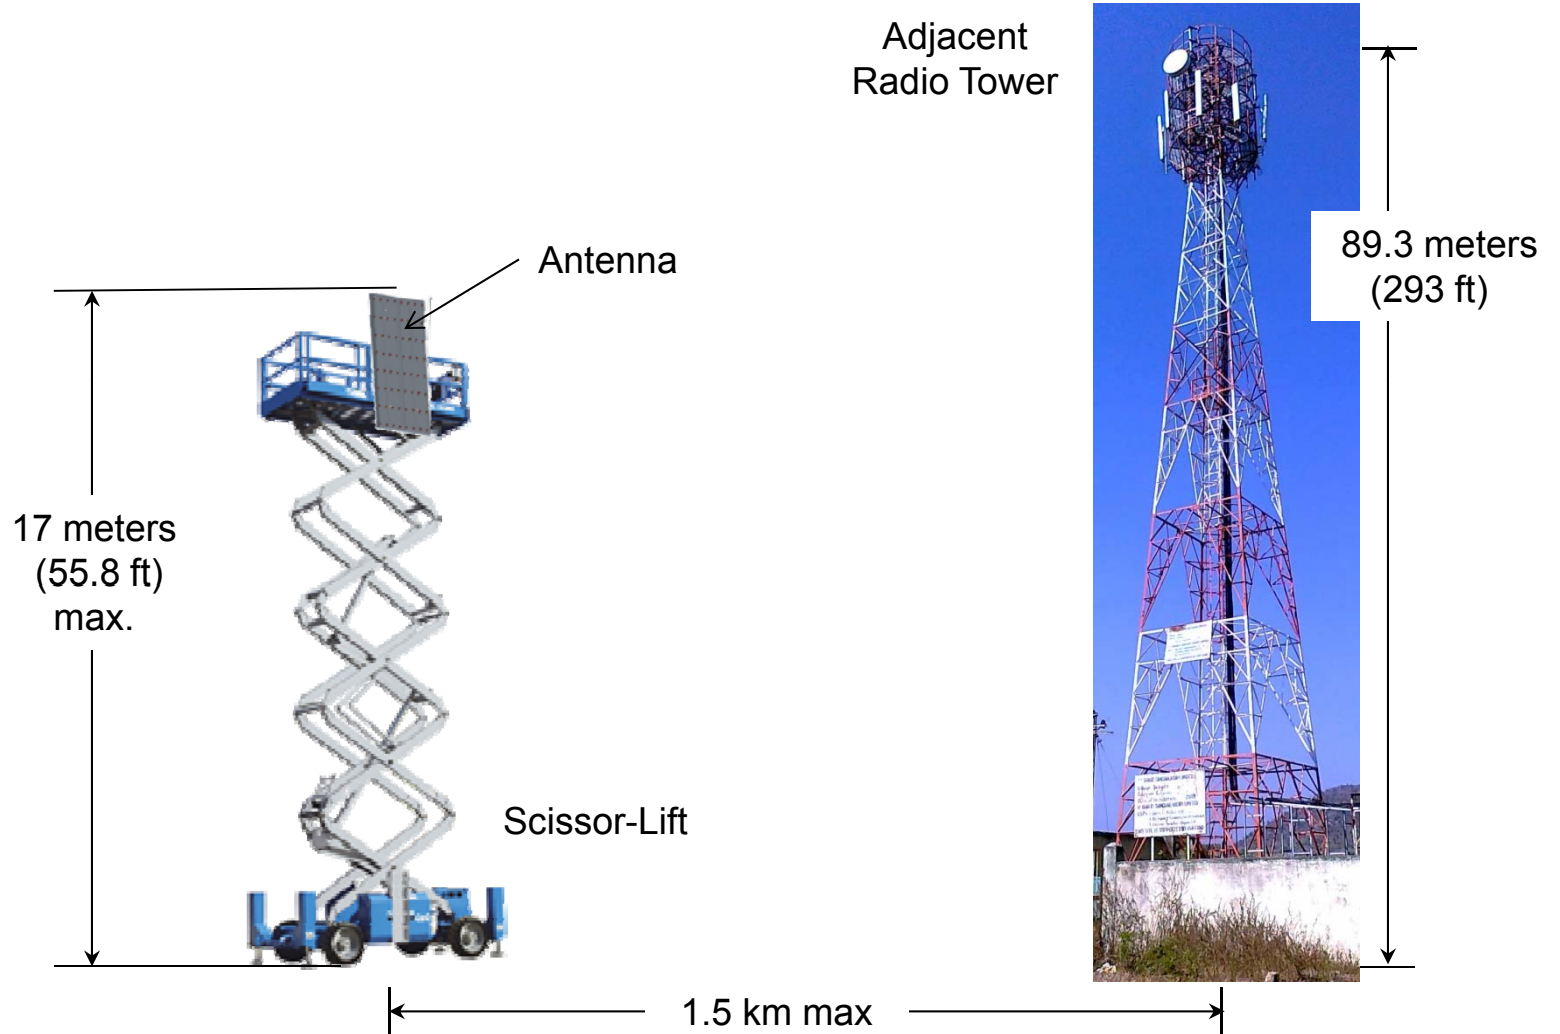 Adjacent
Radio Tower
Antenna
89.3 meters
(293 ft)
17 meters
(55.8 ft)
max.
Scissor-Lift
1.5 km max